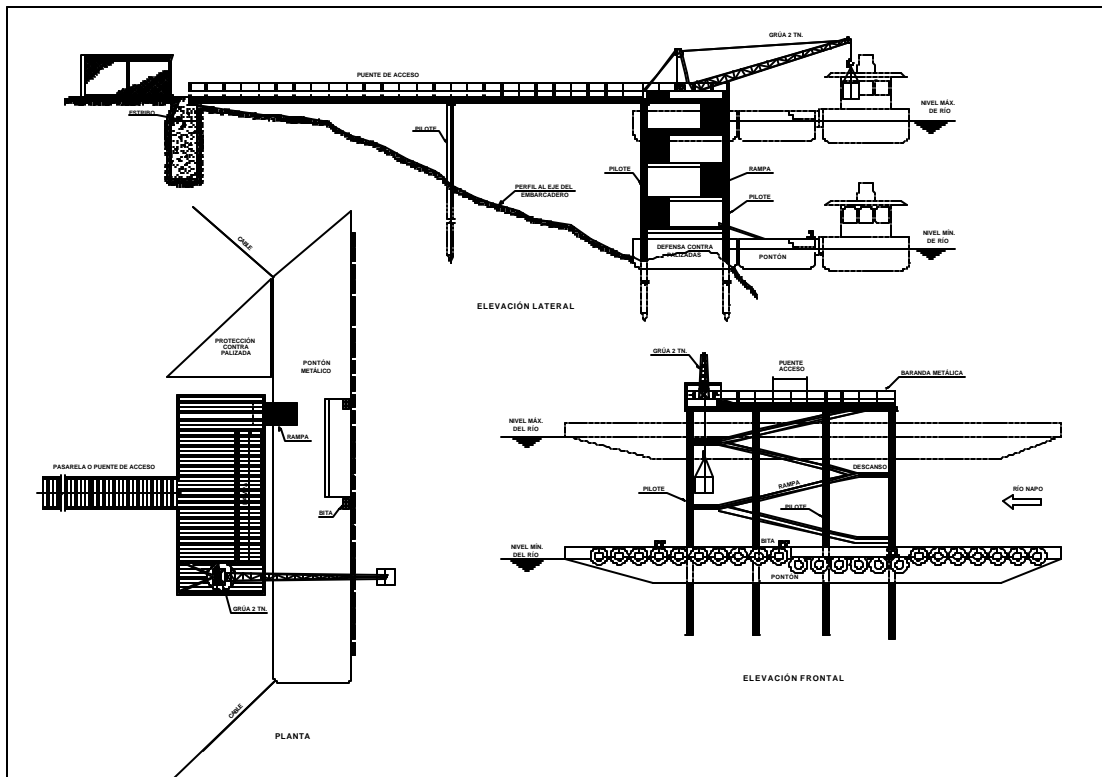 GRÚA 2 TN.
PUENTE DE ACCESO
NIVEL MÁX.
DE RÍO
ESTRIBO
PILOTE
PILOTE
RAMPA
PERFIL AL EJE DEL
EMBARCADERO
PILOTE
NIVEL MÍN.
DE RÍO
DEFENSA CONTRA
PALIZADAS
PONTÓN
ELEVACIÓN LATERAL
CABLE
PROTECCIÓN
CONTRA
PALIZADA
PONTÓN
METÁLICO
RAMPA
PASARELA O PUENTE DE ACCESO
BITA
GRÚA 2 TN.
CABLE
PLANTA
GRÚA 2 TN.
PUENTE
ACCESO
BARANDA METÁLICA
NIVEL MÁX.
DEL RÍO
DESCANSO
RAMPA
PILOTE
RÍO NAPO
PILOTE
BITA
NIVEL MÍN.
DEL RÍO
PONTÓN
ELEVACIÓN FRONTAL